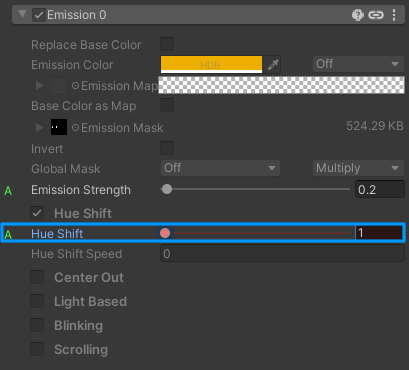 Emission 0
Replace Base Color
Emission Color HDR Off
Emission Map
Base Color as Map
Emission Mask 524.29 KB
Invert
Global Mask Off Multiply
A Emission Strength 0.2
Hue Shift
A Hue Shift 1
Hue Shift Speed 0
Center Out
Light Based
Blinking
Scrolling